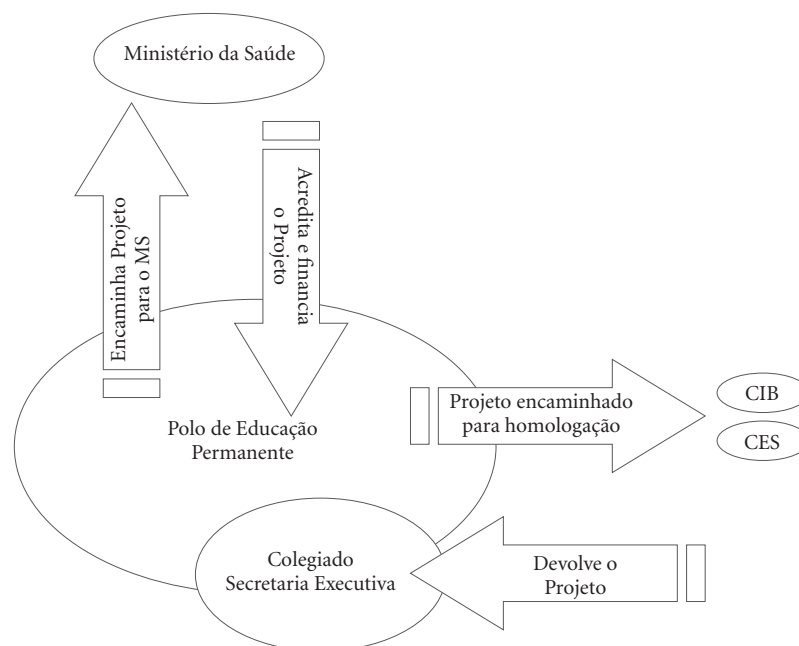 Ministério da Saúde
Encaminha Projeto
para o MS
Acredita e financia
o Projeto
Polo de Educação
Permanente
Projeto encaminhado
para homologação
CIB
CES
Colegiado
Secretaria Executiva
Devolve o
Projeto